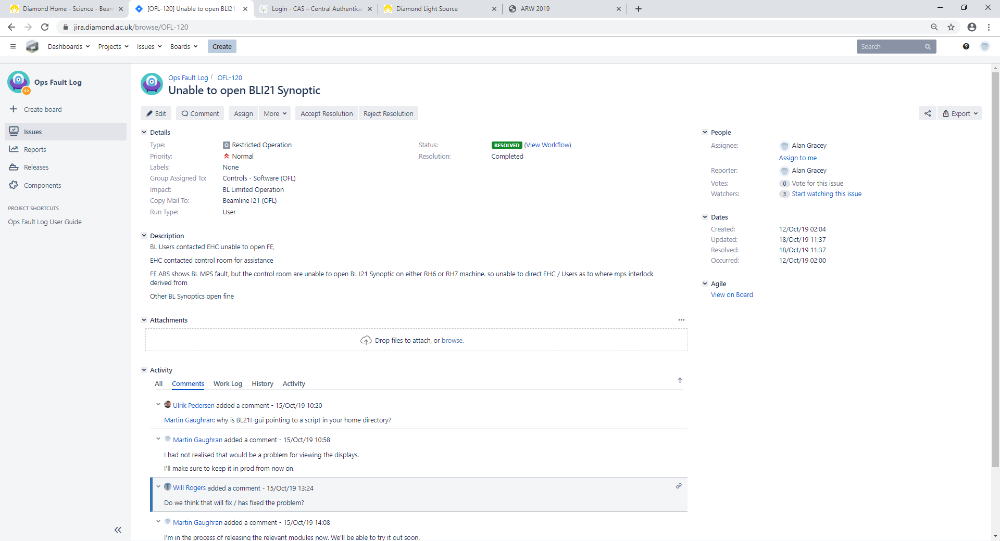 Diamond Home - Science - Beam
[OFL-120] Unable to open BLI21
Login - CAS – Central Authentica
Diamond Light Source
ARW 2019
jira.diamond.ac.uk/browse/OFL-120
Dashboards Projects Issues Boards Create
Search
Ops Fault Log
Create board
Issues
Reports
Releases
Components
PROJECT SHORTCUTS
Ops Fault Log User Guide
Ops Fault Log / OFL-120
Unable to open BLI21 Synoptic
Edit Comment Assign More Accept Resolution Reject Resolution
Export
Details
Type: Restricted Operation
Priority: Normal
Labels: None
Group Assigned To: Controls - Software (OFL)
Impact: BL Limited Operation
Copy Mail To: Beamline I21 (OFL)
Run Type: User
Status: RESOLVED (View Workflow)
Resolution: Completed
Description
BL Users contacted EHC unable to open FE,
EHC contacted control room for assistance
FE ABS shows BL MPS fault, but the control room are unable to open BL I21 Synoptic on either RH6 or RH7 machine. so unable to direct EHC / Users as to where mps interlock
derived from
Other BL Synoptics open fine
Attachments
Drop files to attach, or browse.
Activity
All Comments Work Log History Activity
Ulrik Pedersen added a comment - 15/Oct/19 10:20
Martin Gaughran: why is BL21I-gui pointing to a script in your home directory?
Martin Gaughran added a comment - 15/Oct/19 10:58
I had not realised that would be a problem for viewing the displays.
I'll make sure to keep it in prod from now on.
Will Rogers added a comment - 15/Oct/19 13:24
Do we think that will fix / has fixed the problem?
Martin Gaughran added a comment - 15/Oct/19 14:08
I'm in the process of releasing the relevant modules now. We'll be able to try it out soon.
People
Assignee: Alan Gracey
Assign to me
Reporter: Alan Gracey
Votes: 0 Vote for this issue
Watchers: 3 Start watching this issue
Dates
Created: 12/Oct/19 02:04
Updated: 18/Oct/19 11:37
Resolved: 18/Oct/19 11:37
Occurred: 12/Oct/19 02:00
Agile
View on Board